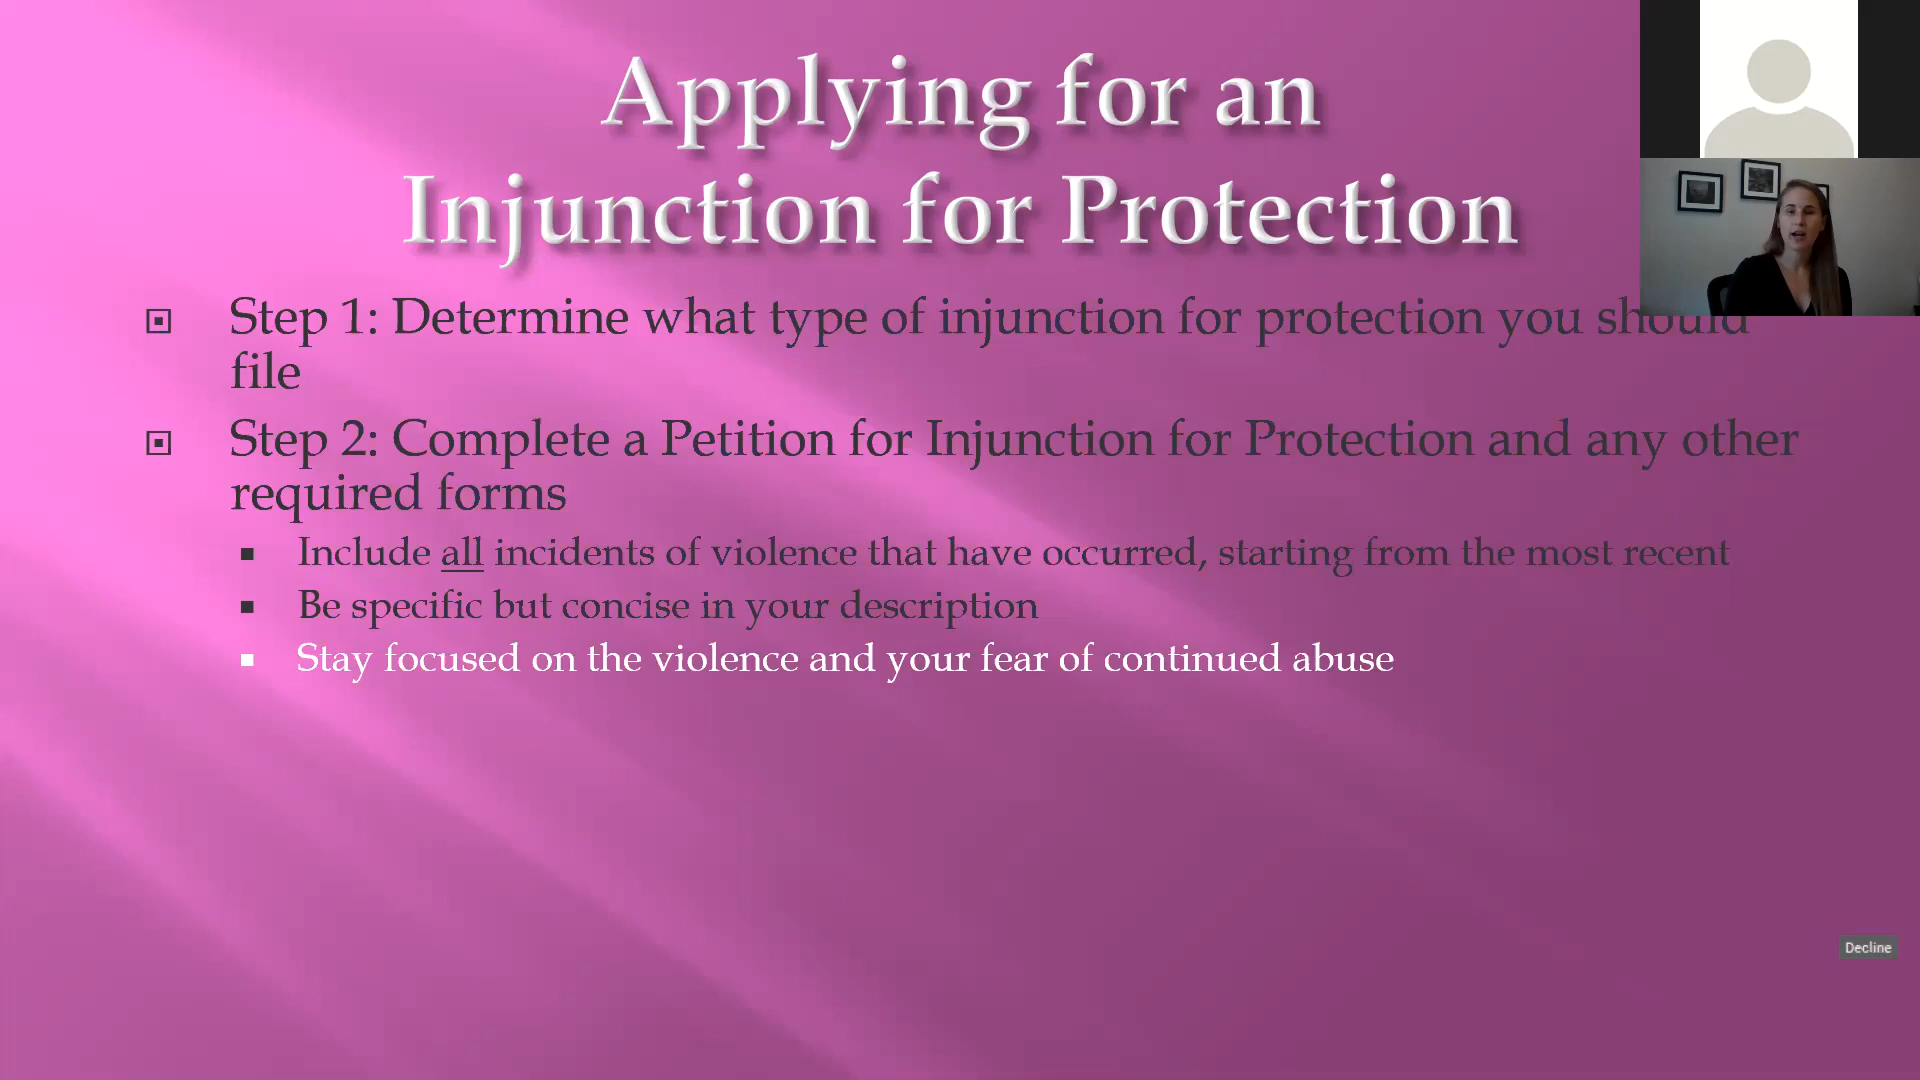 Applying for an
Injunction for Protection
Step 1: Determine what type of injunction for protection you should
file
Step 2: Complete a Petition for Injunction for Protection and any other
required forms
Include all incidents of violence that have occurred, starting from the most recent
Be specific but concise in your description
Stay focused on the violence and your fear of continued abuse
Decline